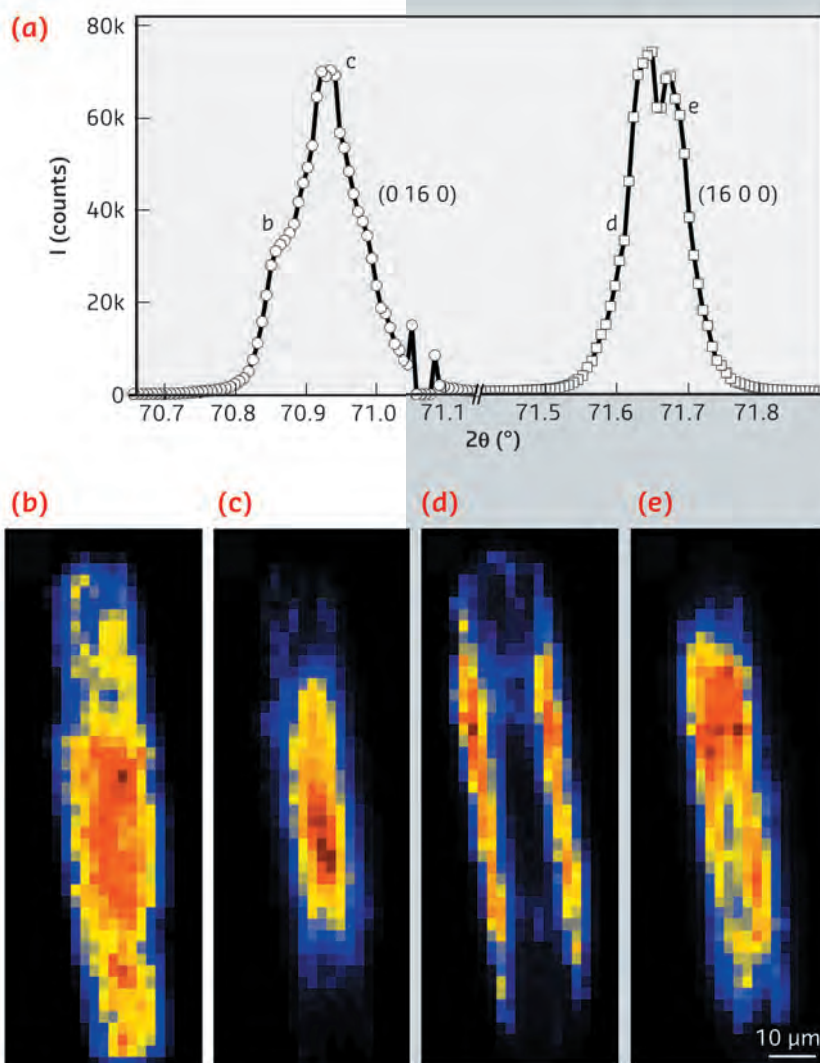 (a)
80k
60k
40k
20k
0
I (counts)
b
c
(0 16 0)
d
e
(16 0 0)
70.7 70.8 70.9 71.0 71.1 71.5 71.6 71.7 71.8
2θ (°)
(b) (c) (d) (e)
10 μm